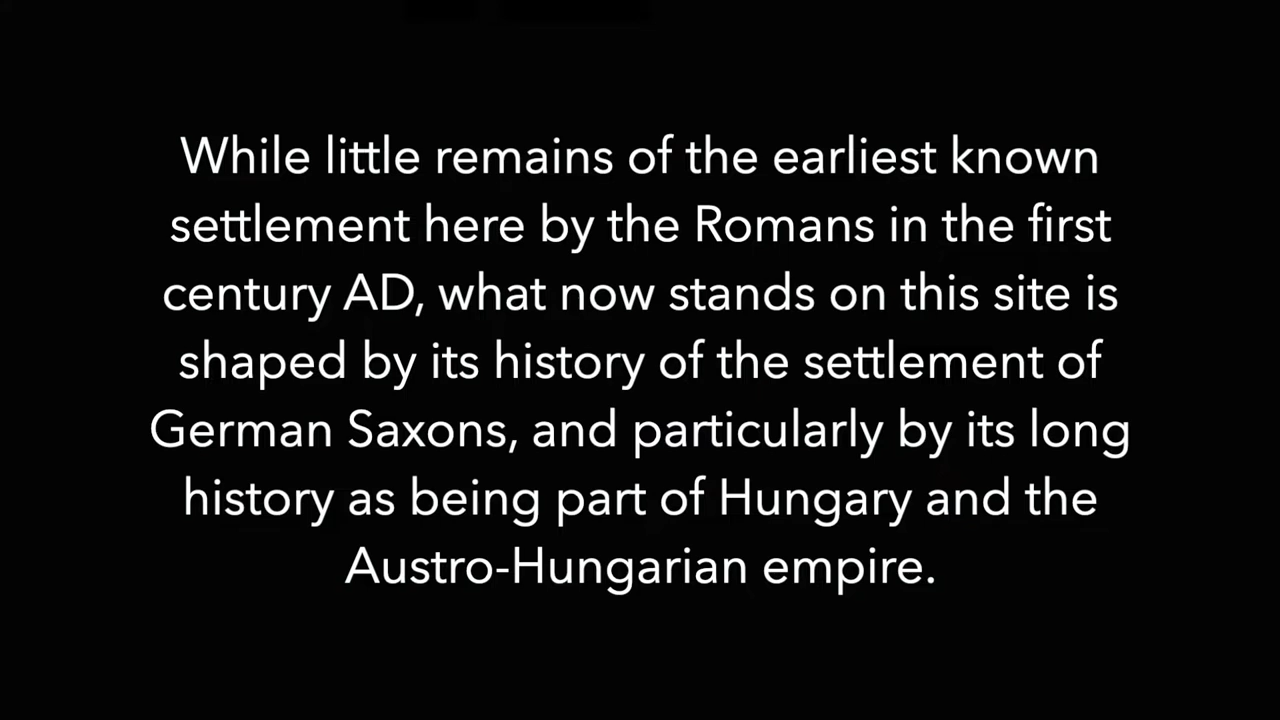 While little remains of the earliest known
settlement here by the Romans in the first
century AD, what now stands on this site is
shaped by its history of the settlement of
German Saxons, and particularly by its long
history as being part of Hungary and the
Austro-Hungarian empire.